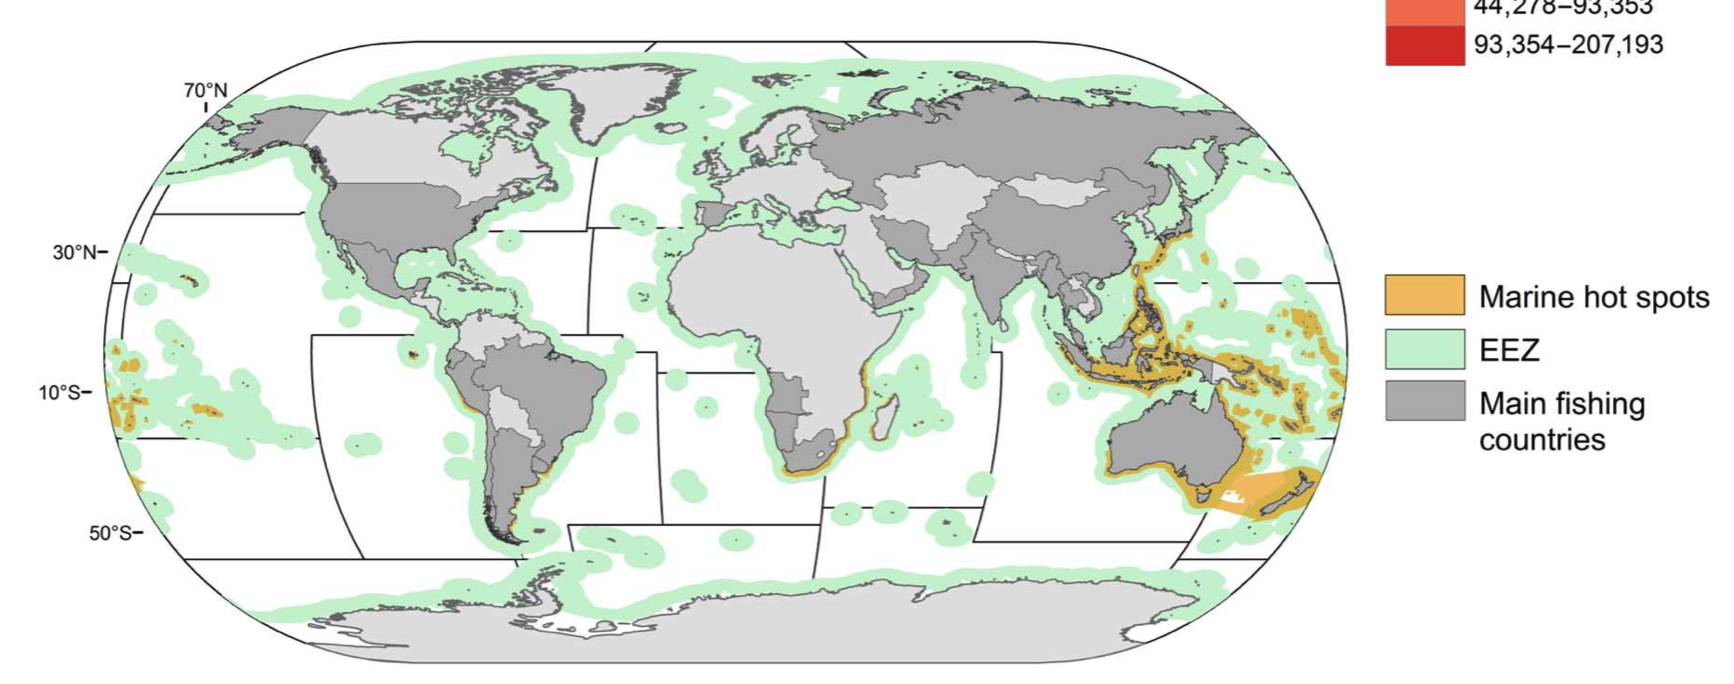 44,278–93,353
93,354–207,193
70°N
30°N
10°S
50°S
Marine hot spots
EEZ
Main fishing
countries